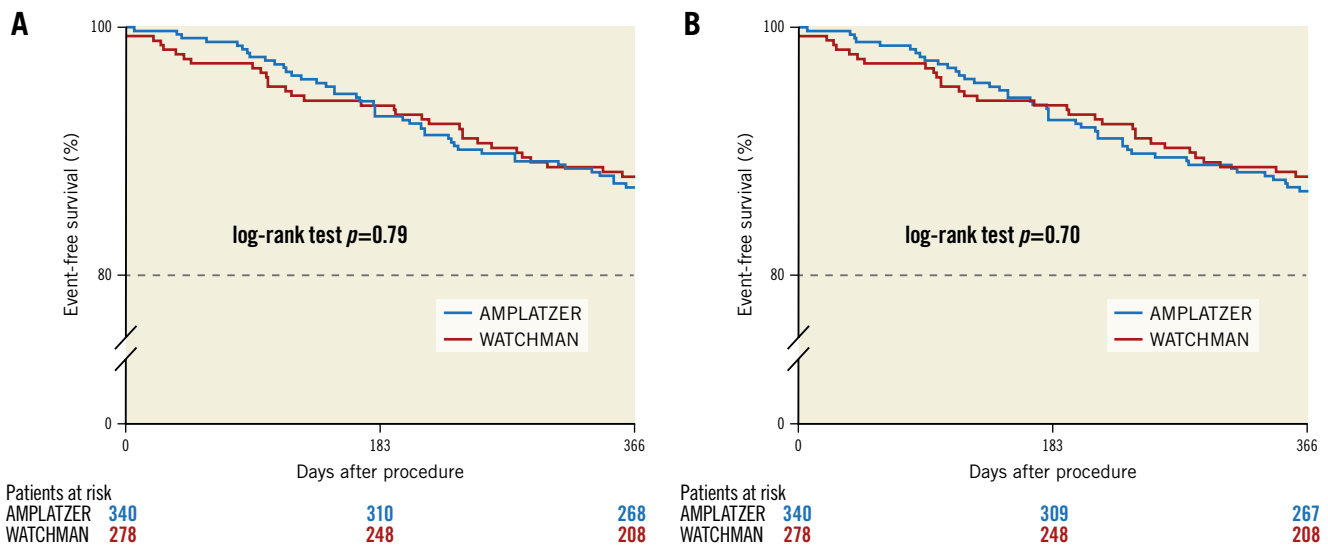 A
100
80
0
Event-free survival (%)
log-rank test p=0.79
AMPLATZER
WATCHMAN
0 183 366
Days after procedure
Patients at risk
AMPLATZER 340 310 268
WATCHMAN 278 248 208
B
100
80
0
Event-free survival (%)
log-rank test p=0.70
AMPLATZER
WATCHMAN
0 183 366
Days after procedure
Patients at risk
AMPLATZER 340 309 267
WATCHMAN 278 248 208